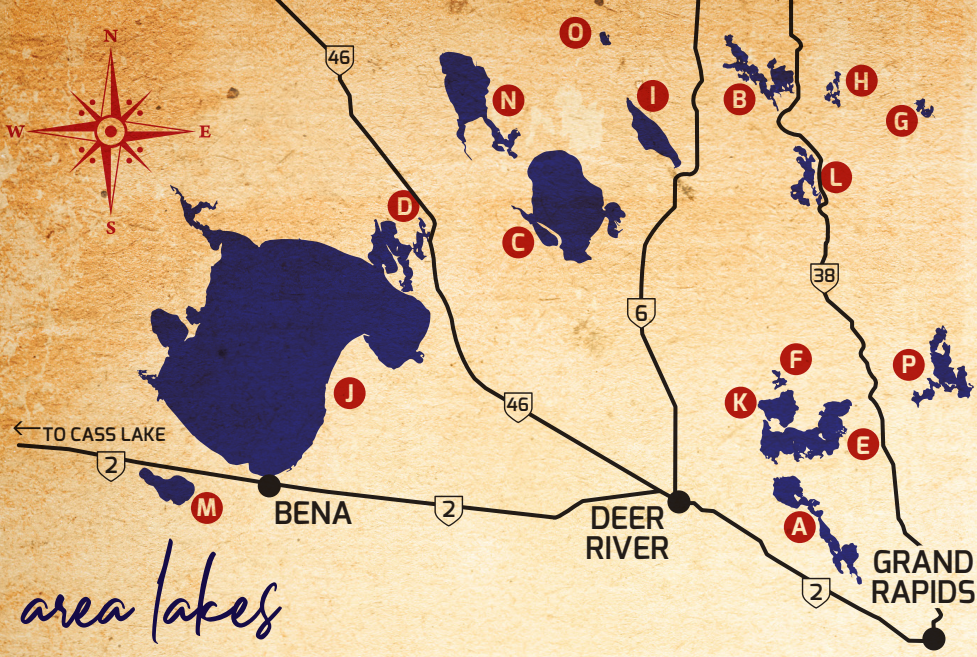 N
W E
S
46
O
N
I
B
H
G
L
D
C
38
6
J
F
K
P
E
46
←TO CASS LAKE
2
M
BENA
2
DEER
RIVER
A
GRAND
RAPIDS
2
area lakes